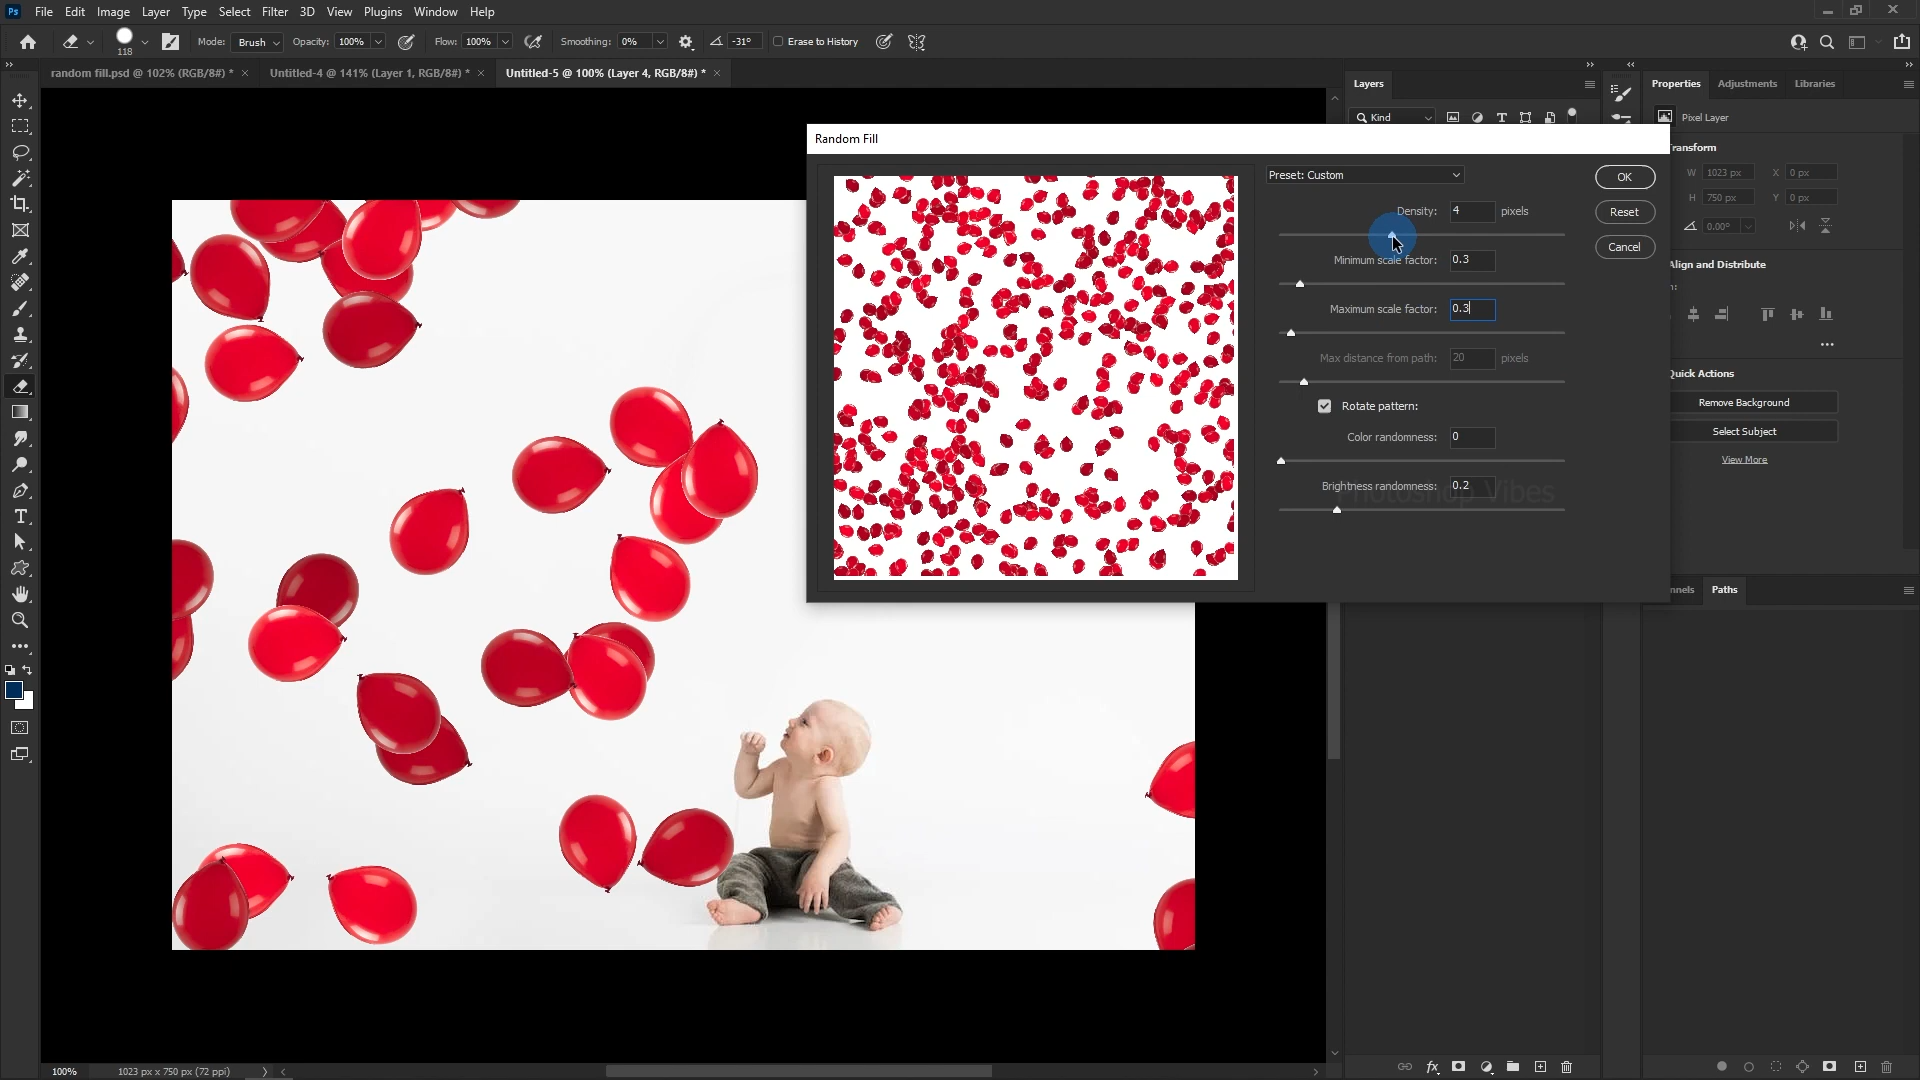 Ps File Edit Image Layer Type Select Filter 3D View Plugins Window Help
118 Mode: Brush Opacity: 100% Flow: 100% Smoothing: 0% -31° Erase to History
random fill.psd @ 102% (RGB/8#) * × Untitled-4 @ 141% (Layer 1, RGB/8#) * × Untitled-5 @ 100% (Layer 4, RGB/8#) * ×
Layers
Properties Adjustments Libraries
Kind
Pixel Layer
Random Fill
Transform
W 1023 px X 0 px
H 750 px Y 0 px
0.00°
Align and Distribute
n:
Quick Actions
Remove Background
Select Subject
View More
Preset: Custom
OK
Density: 4 pixels
Reset
Cancel
Minimum scale factor: 0.3
Maximum scale factor: 0.3
Max distance from path: 20 pixels
Rotate pattern:
Color randomness: 0
Brightness randomness: 0.2
Photoshop Vibes
nnels Paths
100% 1023 px x 750 px (72 ppi)